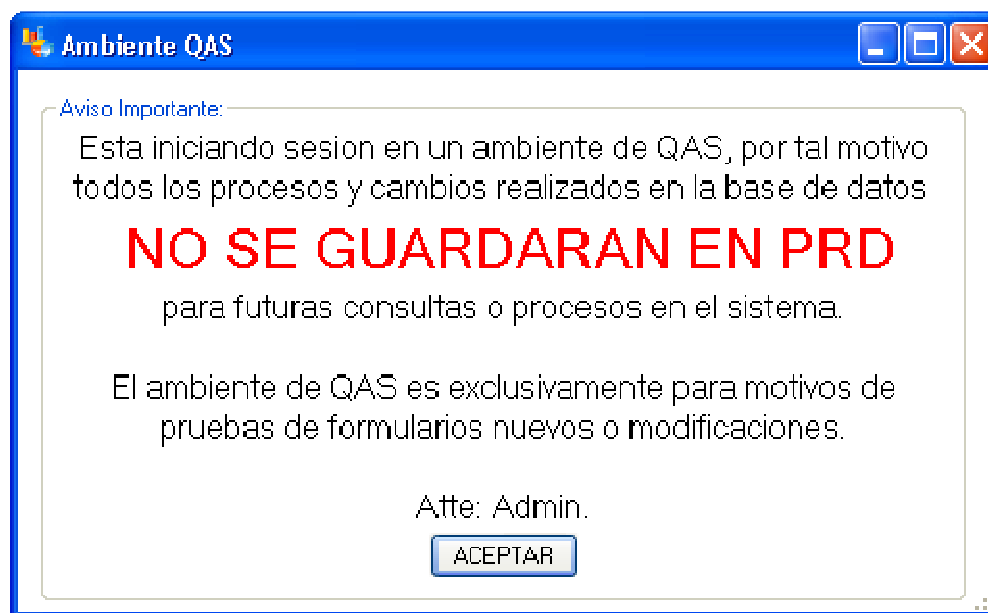 Ambiente QAS
Aviso Importante:
Esta iniciando sesion en un ambiente de QAS, por tal motivo
todos los procesos y cambios realizados en la base de datos
NO SE GUARDARAN EN PRD
para futuras consultas o procesos en el sistema.
El ambiente de QAS es exclusivamente para motivos de
pruebas de formularios nuevos o modificaciones.
Atte: Admin.
ACEPTAR